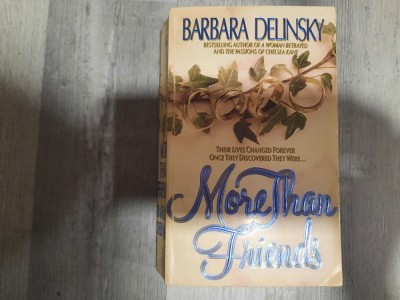 BARBARA DELINSKY
BESTSELLING AUTHOR OF A WOMAN BETRAYED
AND THE PASSIONS OF CHELSEA KANE
THEIR LIVES CHANGED FOREVER
ONCE THEY DISCOVERED THEY WERE...
More Than
Friends